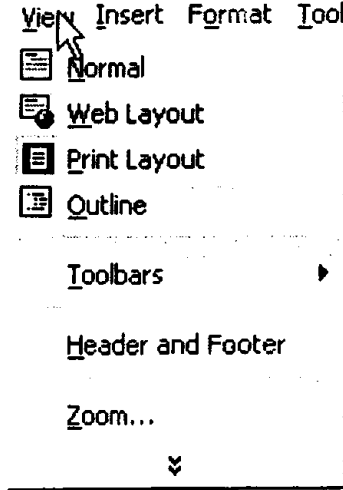 View Insert Format Tool
Normal
Web Layout
Print Layout
Outline
Toolbars
Header and Footer
Zoom...